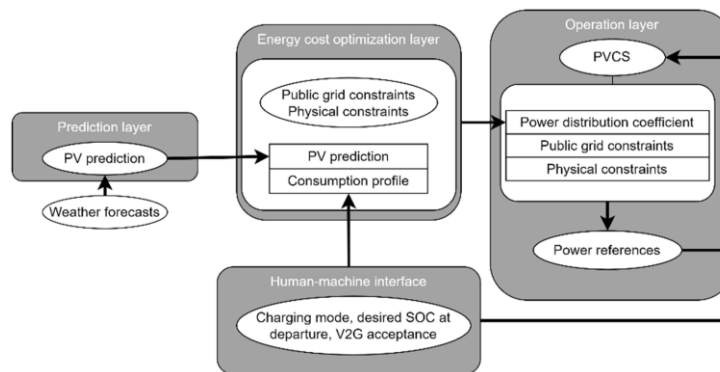 Prediction layer
PV prediction
Weather forecasts
Energy cost optimization layer
Public grid constraints
Physical constraints
PV prediction
Consumption profile
Human-machine interface
Charging mode, desired SOC at
departure, V2G acceptance
Operation layer
PVCS
Power distribution coefficient
Public grid constraints
Physical constraints
Power references